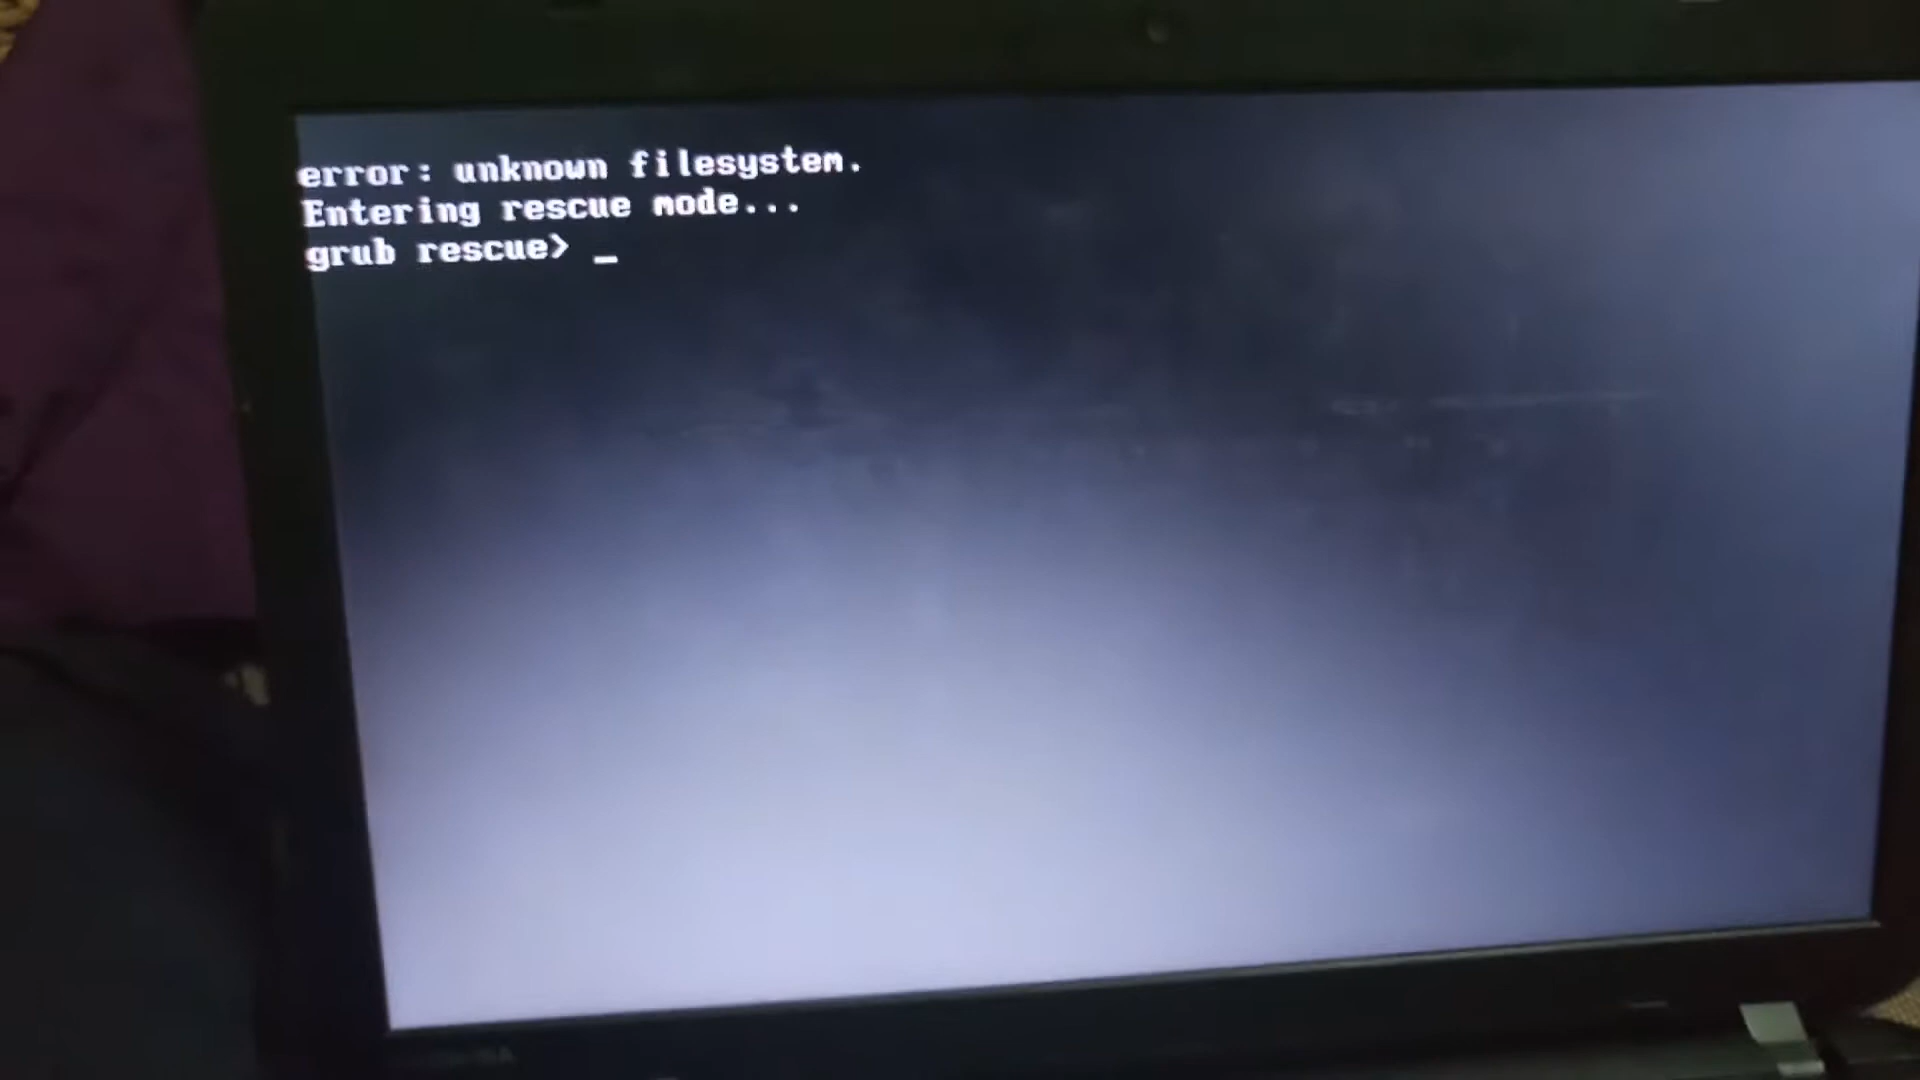 error: unknown filesystem.
Entering rescue mode...
grub rescue> _